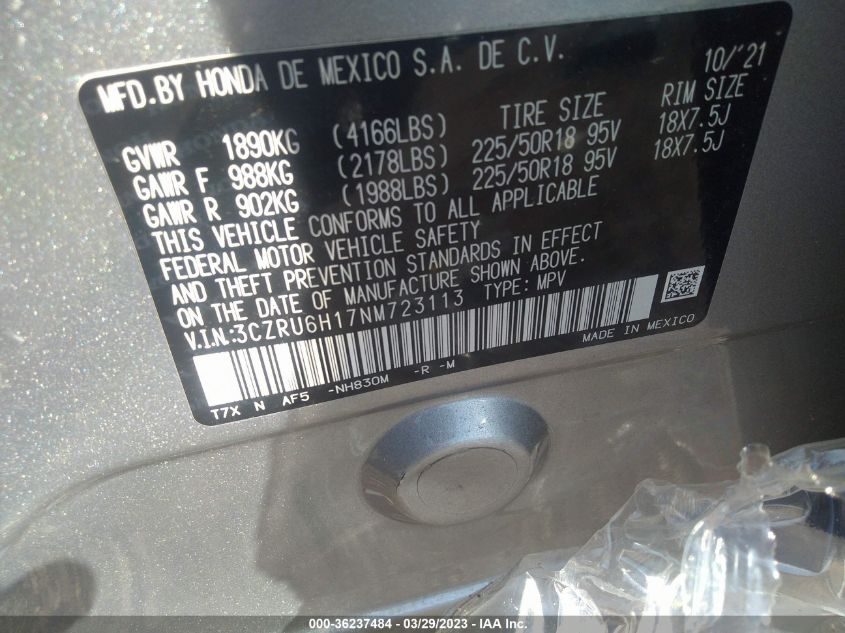 MFD.BY HONDA DE MEXICO S.A. DE C.V. 10/'21
TIRE SIZE RIM SIZE
GVWR 1890KG (4166LBS)
GAWR F 988KG (2178LBS) 225/50R18 95V 18X7.5J
GAWR R 902KG (1988LBS) 225/50R18 95V 18X7.5J
THIS VEHICLE CONFORMS TO ALL APPLICABLE
FEDERAL MOTOR VEHICLE SAFETY
AND THEFT PREVENTION STANDARDS IN EFFECT
ON THE DATE OF MANUFACTURE SHOWN ABOVE.
V.I.N:3CZRU6H17NM723113 TYPE: MPV
MADE IN MEXICO
T7X N AF5 -NH830M -R -M
000-36237484 - 03/29/2023 - IAA Inc.